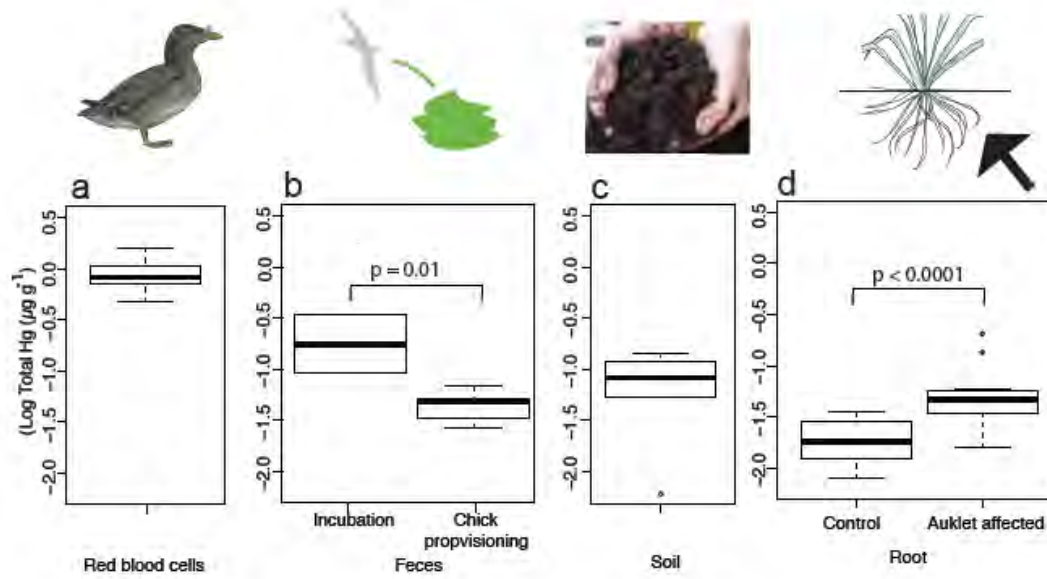 a
b
c
d
(Log Total Hg (µg g⁻¹)
0.5
0.0
−0.5
−1.0
−1.5
−2.0
0.5
0.0
−0.5
−1.0
−1.5
−2.0
p = 0.01
0.5
0.0
−0.5
−1.0
−1.5
−2.0
0.5
0.0
−0.5
−1.0
−1.5
−2.0
p < 0.0001
Incubation
Chick
propvisioning
Control
Auklet affected
Red blood cells
Feces
Soil
Root